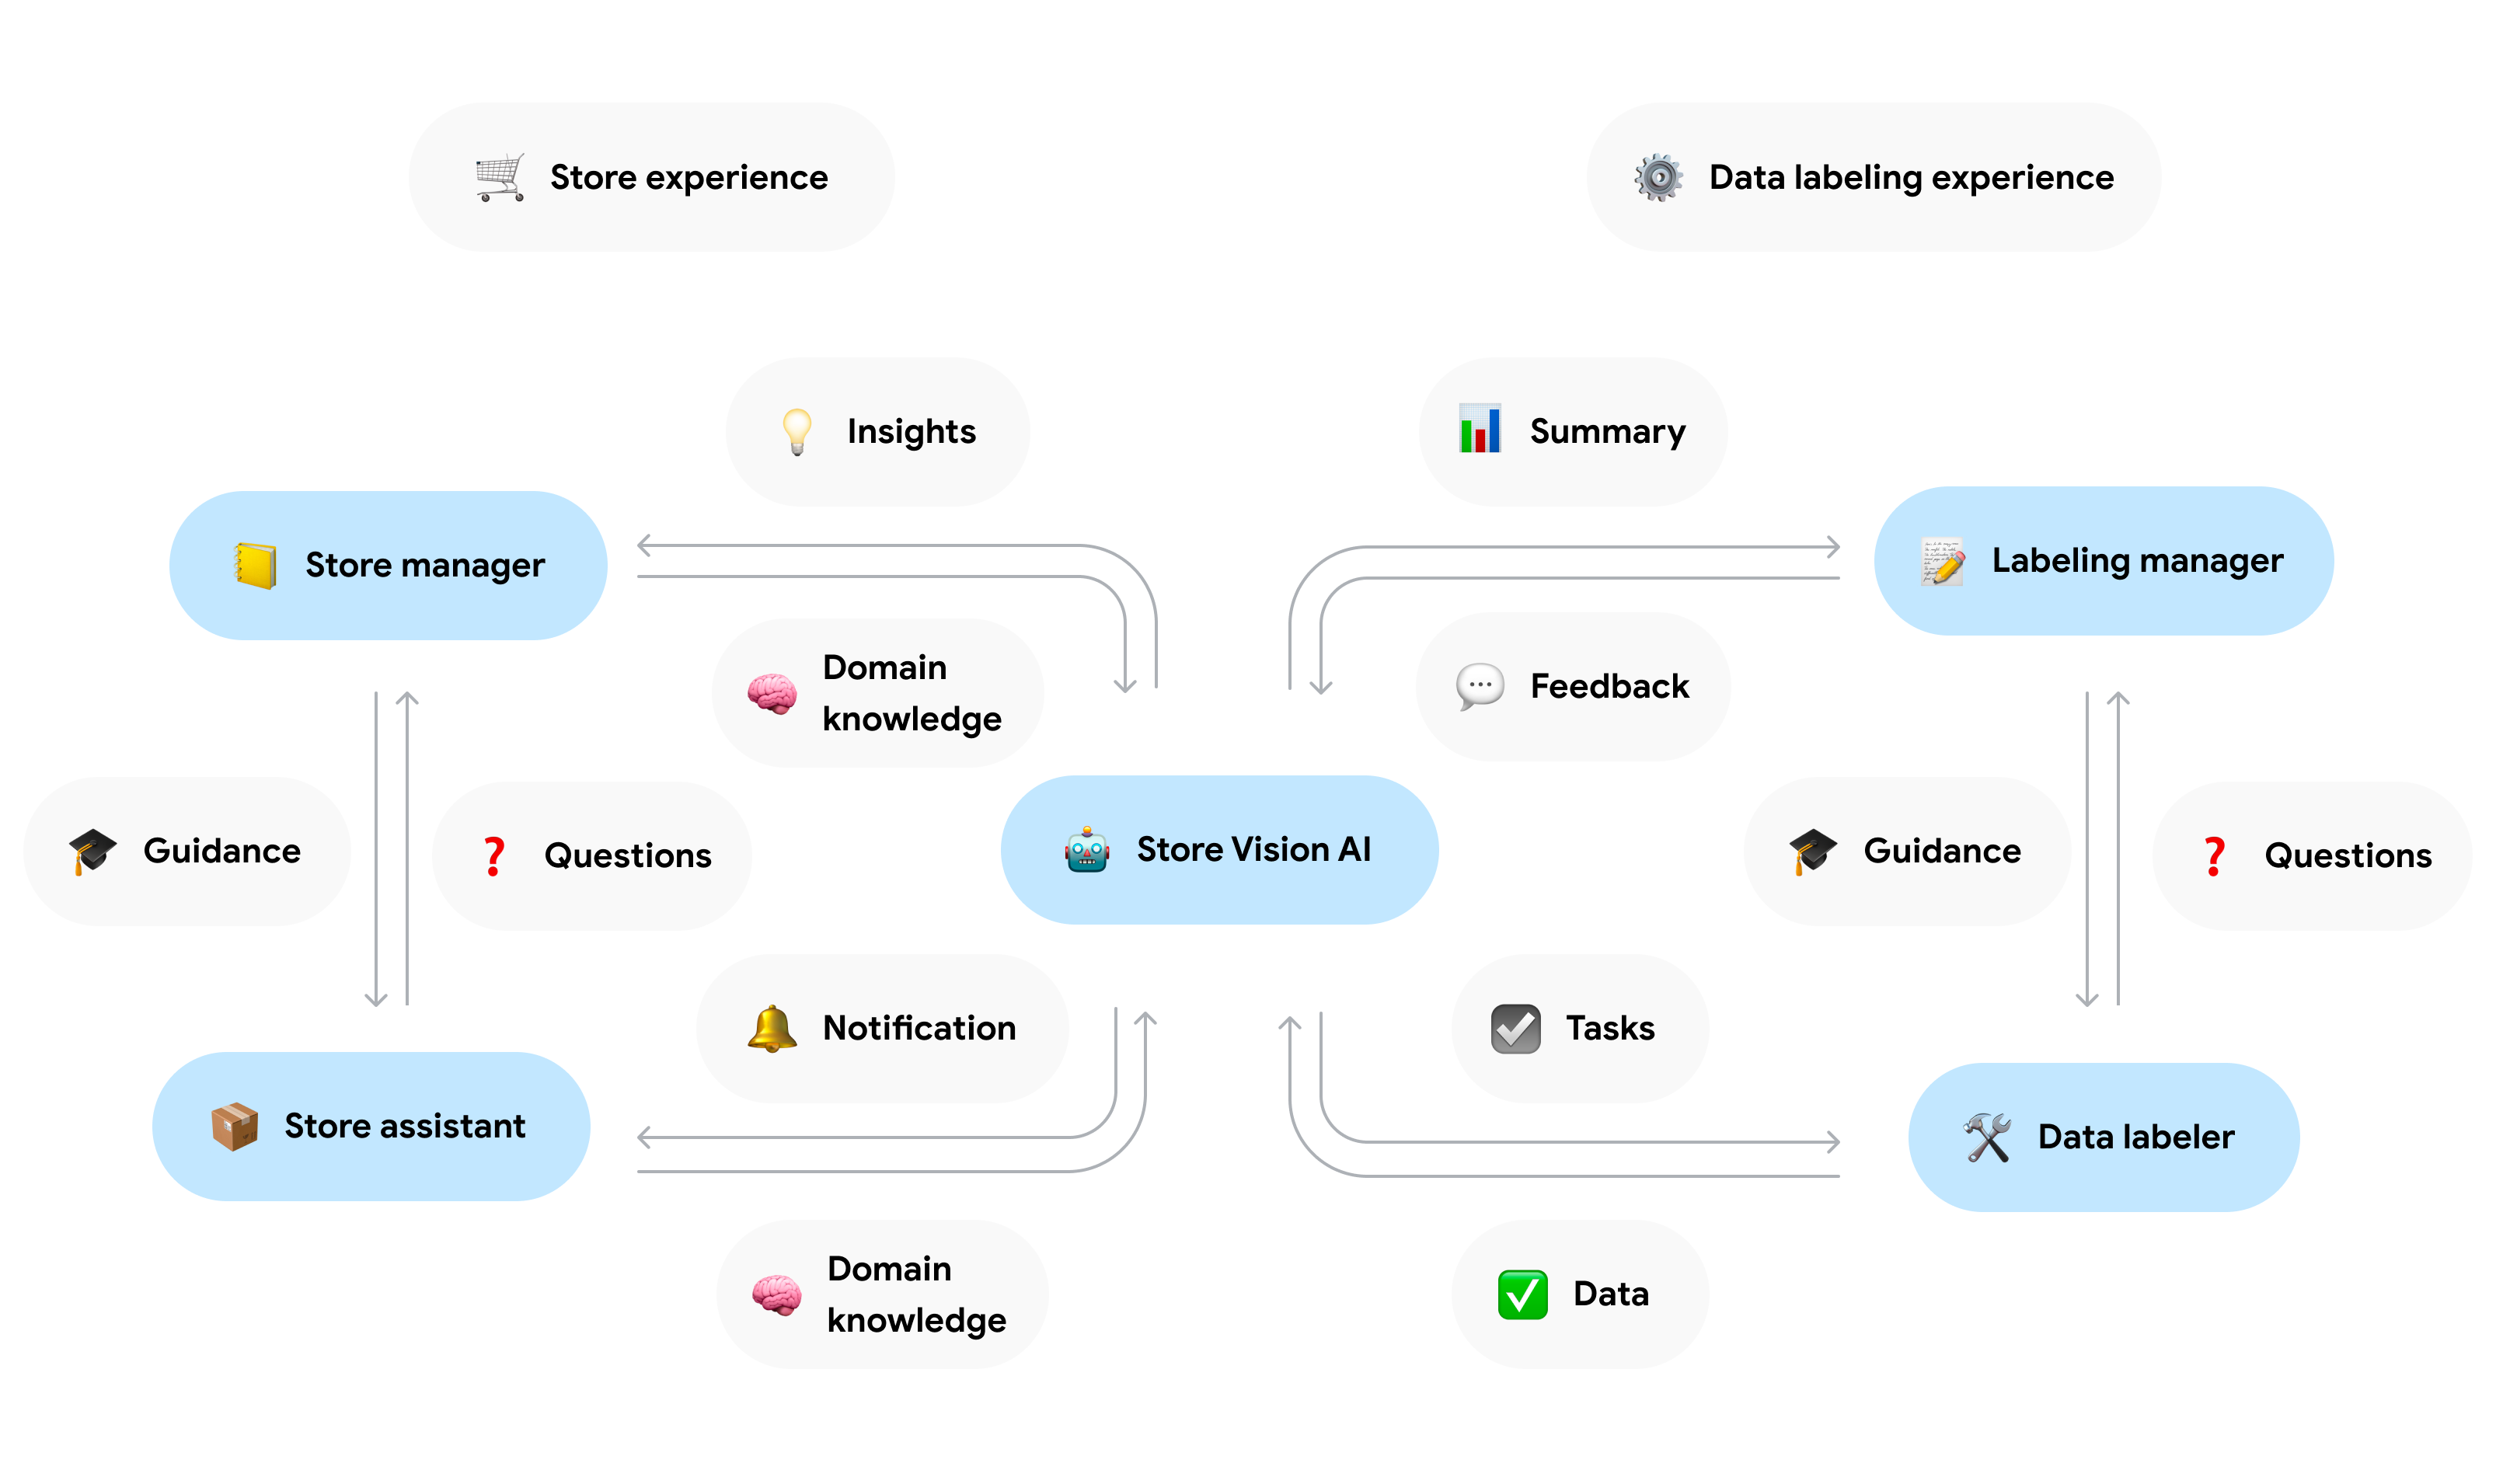 Store experience
Data labeling experience
Insights
Summary
Store manager
Labeling manager
Domain
knowledge
Feedback
Guidance
Questions
Store Vision AI
Guidance
Questions
Notification
Tasks
Store assistant
Data labeler
Domain
knowledge
Data